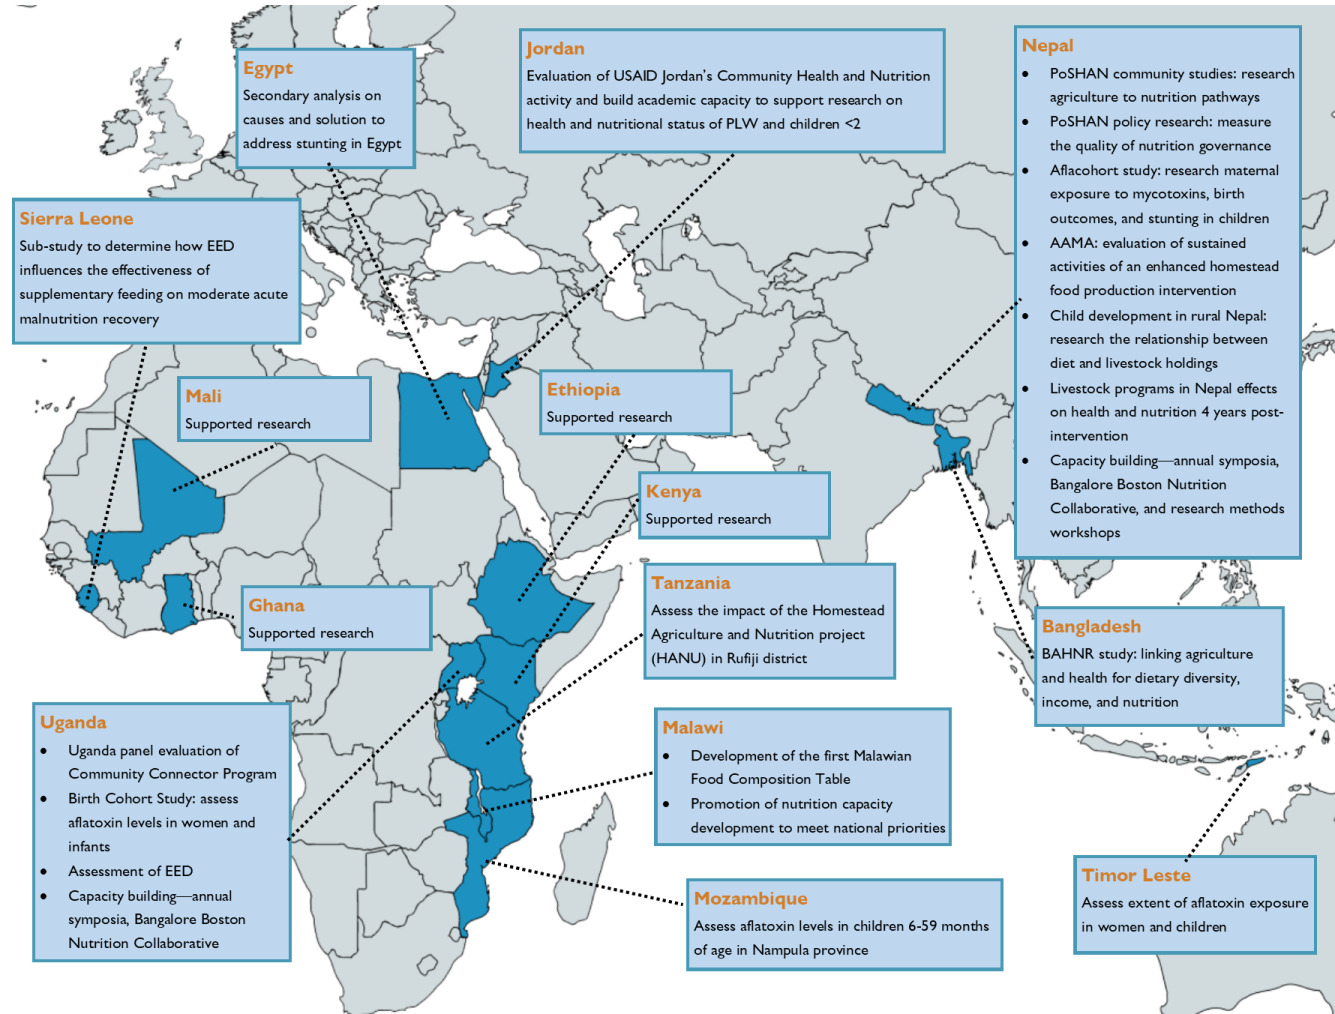 Egypt
Secondary analysis on
causes and solution to
address stunting in Egypt
Jordan
Evaluation of USAID Jordan's Community Health and Nutrition
activity and build academic capacity to support research on
health and nutritional status of PLW and children <2
Nepal
• PoSHAN community studies: research
agriculture to nutrition pathways
• PoSHAN policy research: measure
the quality of nutrition governance
• Aflacohort study: research maternal
exposure to mycotoxins, birth
outcomes, and stunting in children
• AAMA: evaluation of sustained
activities of an enhanced homestead
food production intervention
• Child development in rural Nepal:
research the relationship between
diet and livestock holdings
• Livestock programs in Nepal effects
on health and nutrition 4 years post-
intervention
• Capacity building—annual symposia,
Bangalore Boston Nutrition
Collaborative, and research methods
workshops
Sierra Leone
Sub-study to determine how EED
influences the effectiveness of
supplementary feeding on moderate acute
malnutrition recovery
Mali
Supported research
Ethiopia
Supported research
Kenya
Supported research
Ghana
Supported research
Tanzania
Assess the impact of the Homestead
Agriculture and Nutrition project
(HANU) in Rufiji district
Bangladesh
BAHNR study: linking agriculture
and health for dietary diversity,
income, and nutrition
Uganda
• Uganda panel evaluation of
Community Connector Program
• Birth Cohort Study: assess
aflatoxin levels in women and
infants
• Assessment of EED
• Capacity building—annual
symposia, Bangalore Boston
Nutrition Collaborative
Malawi
• Development of the first Malawian
Food Composition Table
• Promotion of nutrition capacity
development to meet national priorities
Mozambique
Assess aflatoxin levels in children 6-59 months
of age in Nampula province
Timor Leste
Assess extent of aflatoxin exposure
in women and children